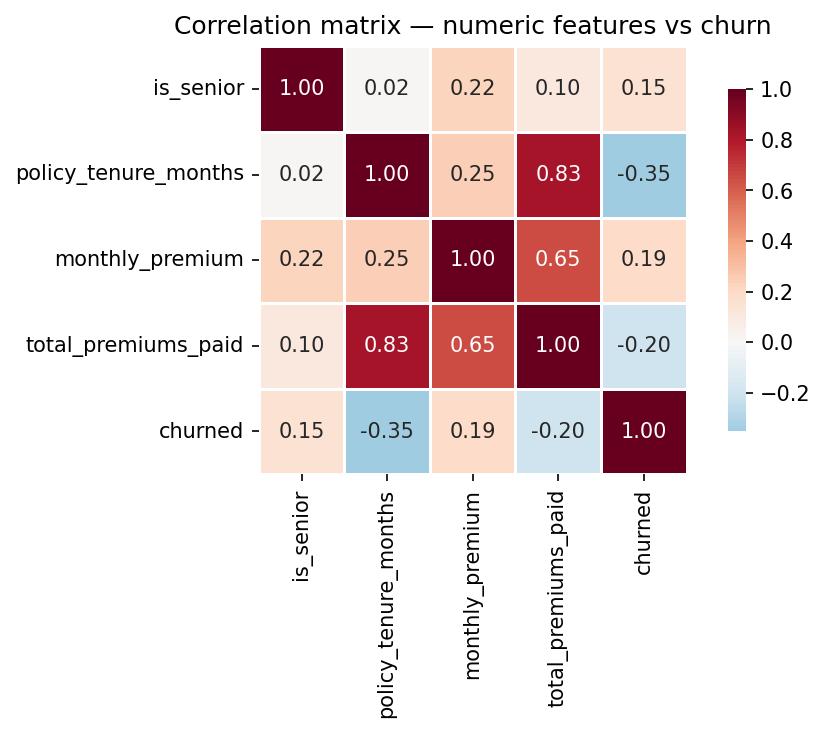 Correlation matrix — numeric features vs churn
is_senior 1.00 0.02 0.22 0.10 0.15
policy_tenure_months 0.02 1.00 0.25 0.83 -0.35
monthly_premium 0.22 0.25 1.00 0.65 0.19
total_premiums_paid 0.10 0.83 0.65 1.00 -0.20
churned 0.15 -0.35 0.19 -0.20 1.00
is_senior
policy_tenure_months
monthly_premium
total_premiums_paid
churned
1.0
0.8
0.6
0.4
0.2
0.0
−0.2